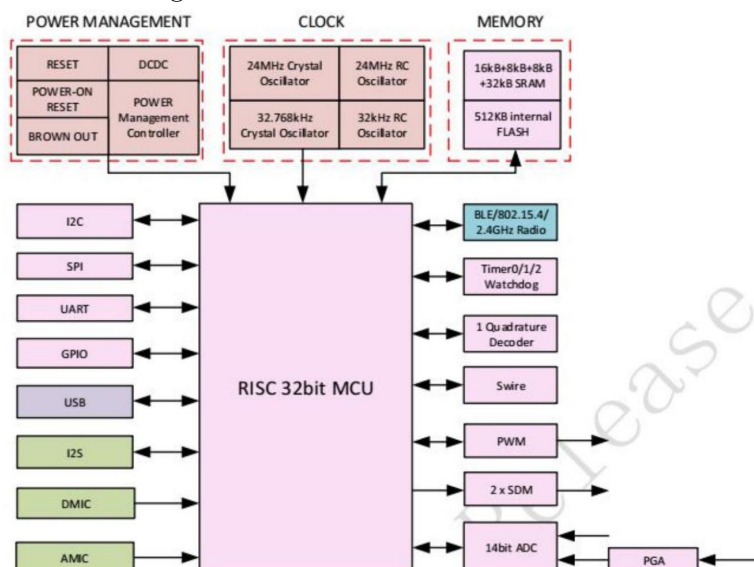 POWER MANAGEMENT
CLOCK
MEMORY
RESET
DCDC
POWER-ON
RESET
POWER
Management
Controller
BROWN OUT
24MHz Crystal
Oscillator
24MHz RC
Oscillator
32.768kHz
Crystal Oscillator
32kHz RC
Oscillator
16kB+8kB+8kB
+32kB SRAM
512KB internal
FLASH
I2C
SPI
UART
GPIO
USB
I2S
DMIC
AMIC
RISC 32bit MCU
BLE/802.15.4/
2.4GHz Radio
Timer0/1/2
Watchdog
1 Quadrature
Decoder
Swire
PWM
2 x SDM
14bit ADC
PGA
Release